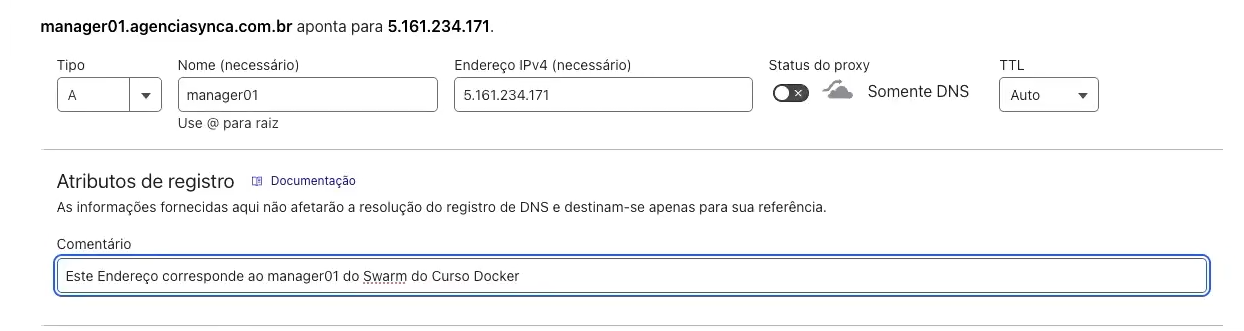 manager01.agenciasynca.com.br aponta para 5.161.234.171.
Tipo Nome (necessário) Endereço IPv4 (necessário) Status do proxy TTL
A manager01 5.161.234.171 Somente DNS Auto
Use @ para raiz
Atributos de registro Documentação
As informações fornecidas aqui não afetarão a resolução do registro de DNS e destinam-se apenas para sua referência.
Comentário
Este Endereço corresponde ao manager01 do Swarm do Curso Docker